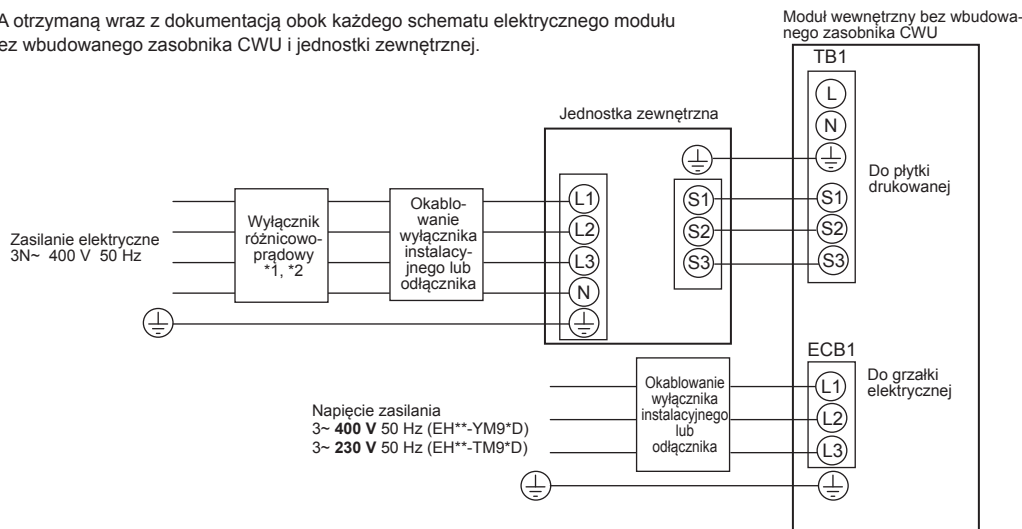 A otrzymaną wraz z dokumentacją obok każdego schematu elektrycznego modułu
ez wbudowanego zasobnika CWU i jednostki zewnętrznej.
Moduł wewnętrzny bez wbudowa-
nego zasobnika CWU
TB1
L
N
Do płytki
drukowanej
S1
S2
S3
Jednostka zewnętrzna
L1
L2
L3
N
S1
S2
S3
Zasilanie elektryczne
3N~ 400 V 50 Hz
Wyłącznik
różnicowo-
prądowy
*1, *2
Okablo-
wanie
wyłącznika
instalacy-
jnego lub
odłącznika
ECB1
L1
L2
L3
Do grzałki
elektrycznej
Okablowanie
wyłącznika
instalacyjnego
lub
odłącznika
Napięcie zasilania
3~ 400 V 50 Hz (EH**-YM9*D)
3~ 230 V 50 Hz (EH**-TM9*D)